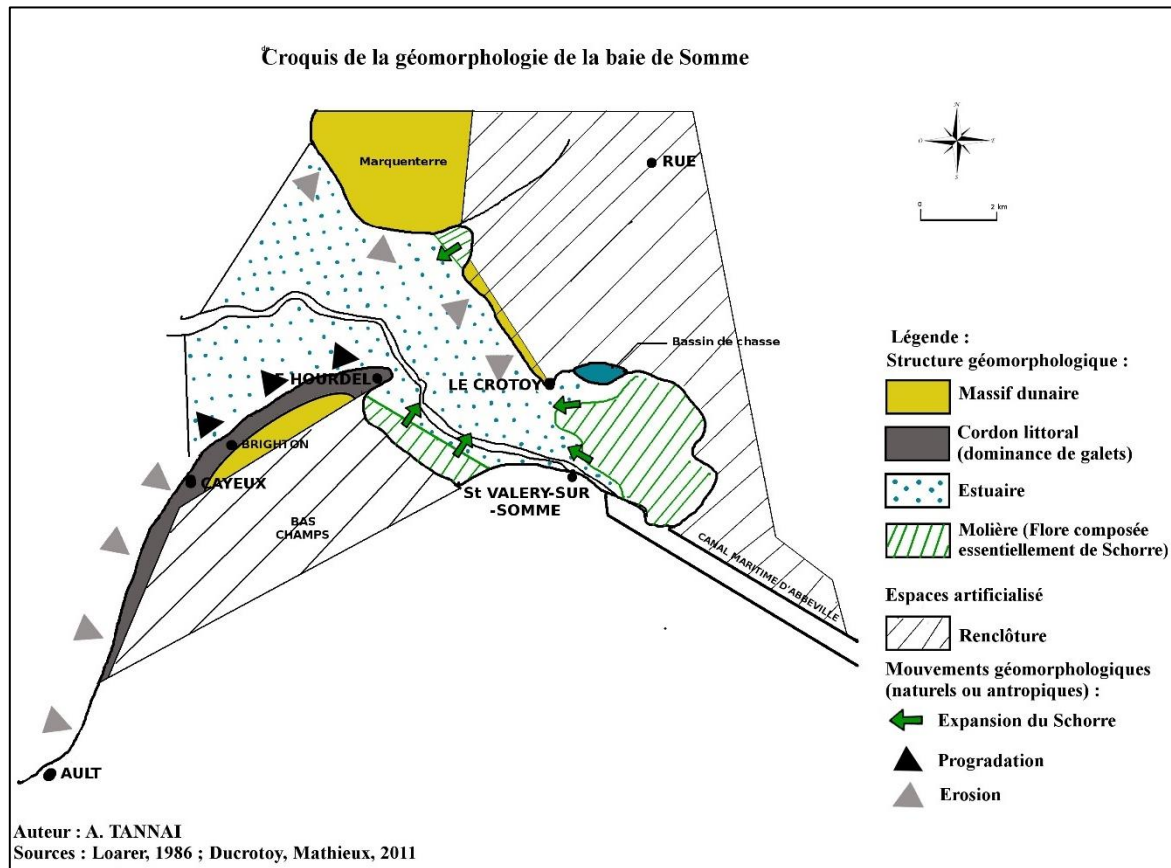 de
Croquis de la géomorphologie de la baie de Somme
N
O
E
S
0
2 km
Marquenterre
RUE
Bassin de chasse
LE CROTOY
LE HOURDEL
BRIGHTON
CAYEUX
St VALERY-SUR
-SOMME
BAS
CHAMPS
CANAL MARITIME D'ABBEVILLE
AULT
Légende :
Structure géomorphologique :
Massif dunaire
Cordon littoral
(dominance de galets)
Estuaire
Molière (Flore composée
essentiellement de Schorre)
Espaces artificialisé
Renclôture
Mouvements géomorphologiques
(naturels ou antropiques) :
Expansion du Schorre
Progradation
Erosion
Auteur : A. TANNAI
Sources : Loarer, 1986 ; Ducrotoy, Mathieux, 2011